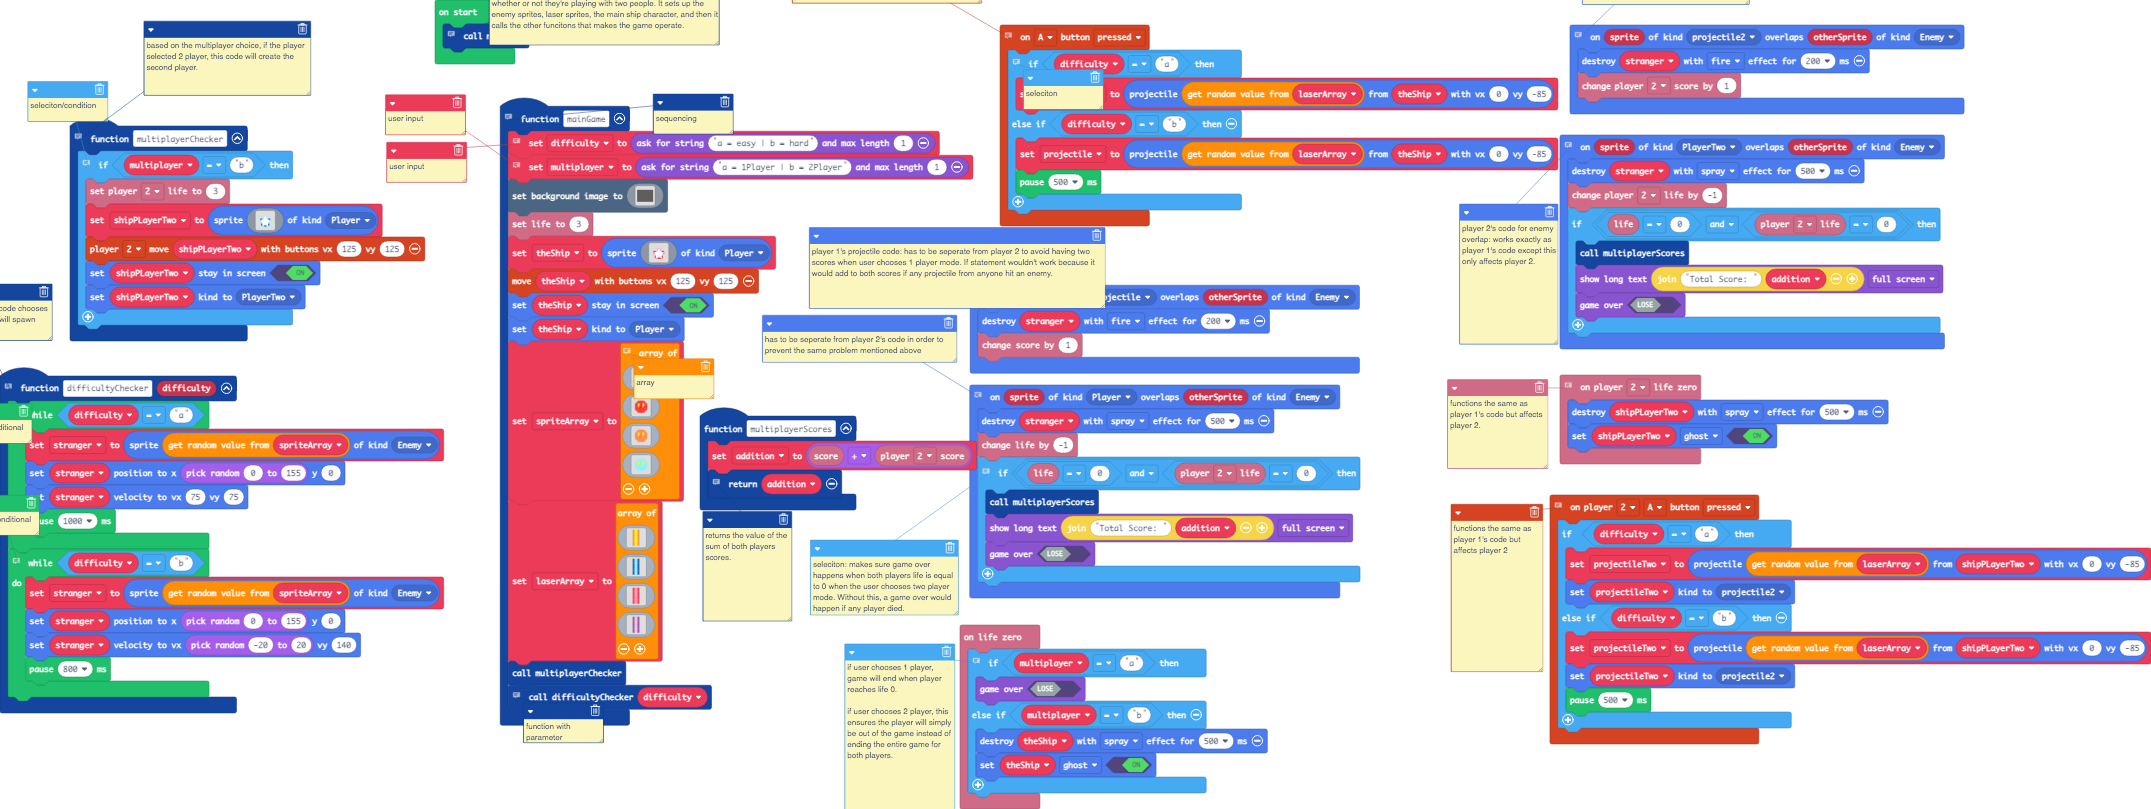 based on the multiplayer choice, if the player
selected 2 player, this code will create the
second player.
seleciton/condition
function multiplayerChecker
if multiplayer = "b" then
set player 2 life to 3
set shipPLayerTwo to sprite of kind Player
player 2 move shipPLayerTwo with buttons vx 125 vy 125
set shipPLayerTwo stay in screen ON
set shipPLayerTwo kind to PlayerTwo
code chooses
will spawn
function difficultyChecker difficulty
while difficulty = "a"
set stranger to sprite get random value from spriteArray of kind Enemy
set stranger position to x pick random 0 to 155 y 0
stranger velocity to vx 75 vy 75
1000 ms
while difficulty = "b"
do
set stranger to sprite get random value from spriteArray of kind Enemy
set stranger position to x pick random 0 to 155 y 0
set stranger velocity to vx pick random -20 to 20 vy 140
pause 800 ms
on start
whether or not they're playing with two people. It sets up the
enemy sprites, laser sprites, the main ship character, and then it
calls the other funcitons that makes the game operate.
call
user input
user input
sequencing
function mainGame
set difficulty to ask for string "a = easy | b = hard" and max length 1
set multiplayer to ask for string "a = 1Player | b = 2Player" and max length 1
set background image to
set life to 3
set theShip to sprite of kind Player
move theShip with buttons vx 125 vy 125
set theShip stay in screen ON
set theShip kind to Player
set spriteArray to array of
array
set laserArray to array of
call multiplayerChecker
call difficultyChecker difficulty
function with
parameter
function multiplayerScores
set addition to score + player 2 score
return addition
returns the value of the
sum of both players
scores.
on A button pressed
if difficulty = "a" then
seleciton
to projectile get random value from laserArray from theShip with vx 0 vy -85
else if difficulty = "b" then
set projectile to projectile get random value from laserArray from theShip with vx 0 vy -85
pause 500 ms
player 1's projectile code: has to be seperate from player 2 to avoid having two
scores when user chooses 1 player mode. If statement wouldn't work because it
would add to both scores if any projectile from anyone hit an enemy.
overlaps otherSprite of kind Enemy
destroy stranger with fire effect for 200 ms
change score by 1
has to be seperate from player 2's code in order to
prevent the same problem mentioned above
on sprite of kind Player overlaps otherSprite of kind Enemy
destroy stranger with spray effect for 500 ms
change life by -1
if life = 0 and player 2 life = 0 then
call multiplayerScores
show long text join "Total Score: " addition full screen
game over LOSE
seleciton: makes sure game over
happens when both players life is equal
to 0 when the user chooses two player
mode. Without this, a game over would
happen if any player died.
on life zero
if multiplayer = "a" then
game over LOSE
else if multiplayer = "b" then
destroy theShip with spray effect for 500 ms
set theShip ghost ON
if user chooses 1 player,
game will end when player
reaches life 0.
if user chooses 2 player, this
ensures the player will simply
be out of the game instead of
ending the entire game for
both players.
on sprite of kind projectile2 overlaps otherSprite of kind Enemy
destroy stranger with fire effect for 200 ms
change player 2 score by 1
on sprite of kind PlayerTwo overlaps otherSprite of kind Enemy
destroy stranger with spray effect for 500 ms
change player 2 life by -1
if life = 0 and player 2 life = 0 then
call multiplayerScores
show long text join "Total Score: " addition full screen
game over LOSE
player 2's code for enemy
overlap: works exactly as
player 1's code except this
only affects player 2.
on player 2 life zero
destroy shipPLayerTwo with spray effect for 500 ms
set shipPLayerTwo ghost ON
functions the same as
player 1's code but affects
player 2.
on player 2 A button pressed
if difficulty = "a" then
set projectileTwo to projectile get random value from laserArray from shipPLayerTwo with vx 0 vy -85
set projectileTwo kind to projectile2
else if difficulty = "b" then
set projectileTwo to projectile get random value from laserArray from shipPLayerTwo with vx 0 vy -85
set projectileTwo kind to projectile2
pause 500 ms
functions the same as
player 1's code but
affects player 2